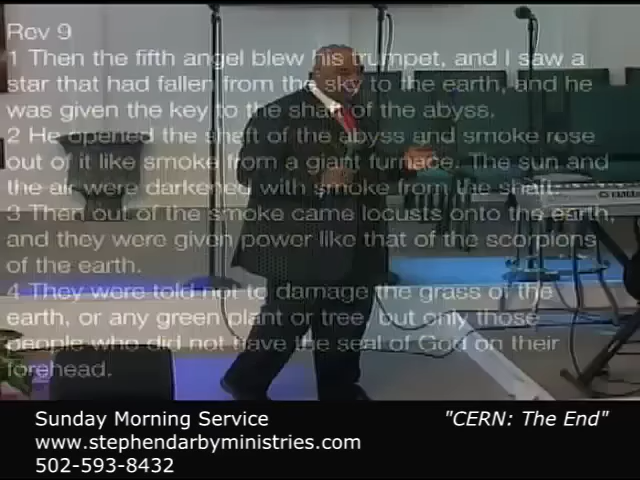 Rev 9
1 Then the fifth angel blew his trumpet, and I saw a
star that had fallen from the sky to the earth, and he
was given the key to the shaft of the abyss.
2 He opened the shaft of the abyss and smoke rose
out of it like smoke from a giant furnace. The sun and
the air were darkened with smoke from the shaft.
3 Then out of the smoke came locusts onto the earth,
and they were given power like that of the scorpions
of the earth.
4 They were told not to damage the grass of the
earth, or any green plant or tree, but only those
people who did not have the seal of God on their
forehead.
YAMAHA
Sunday Morning Service
"CERN: The End"
www.stephendarbyministries.com
502-593-8432